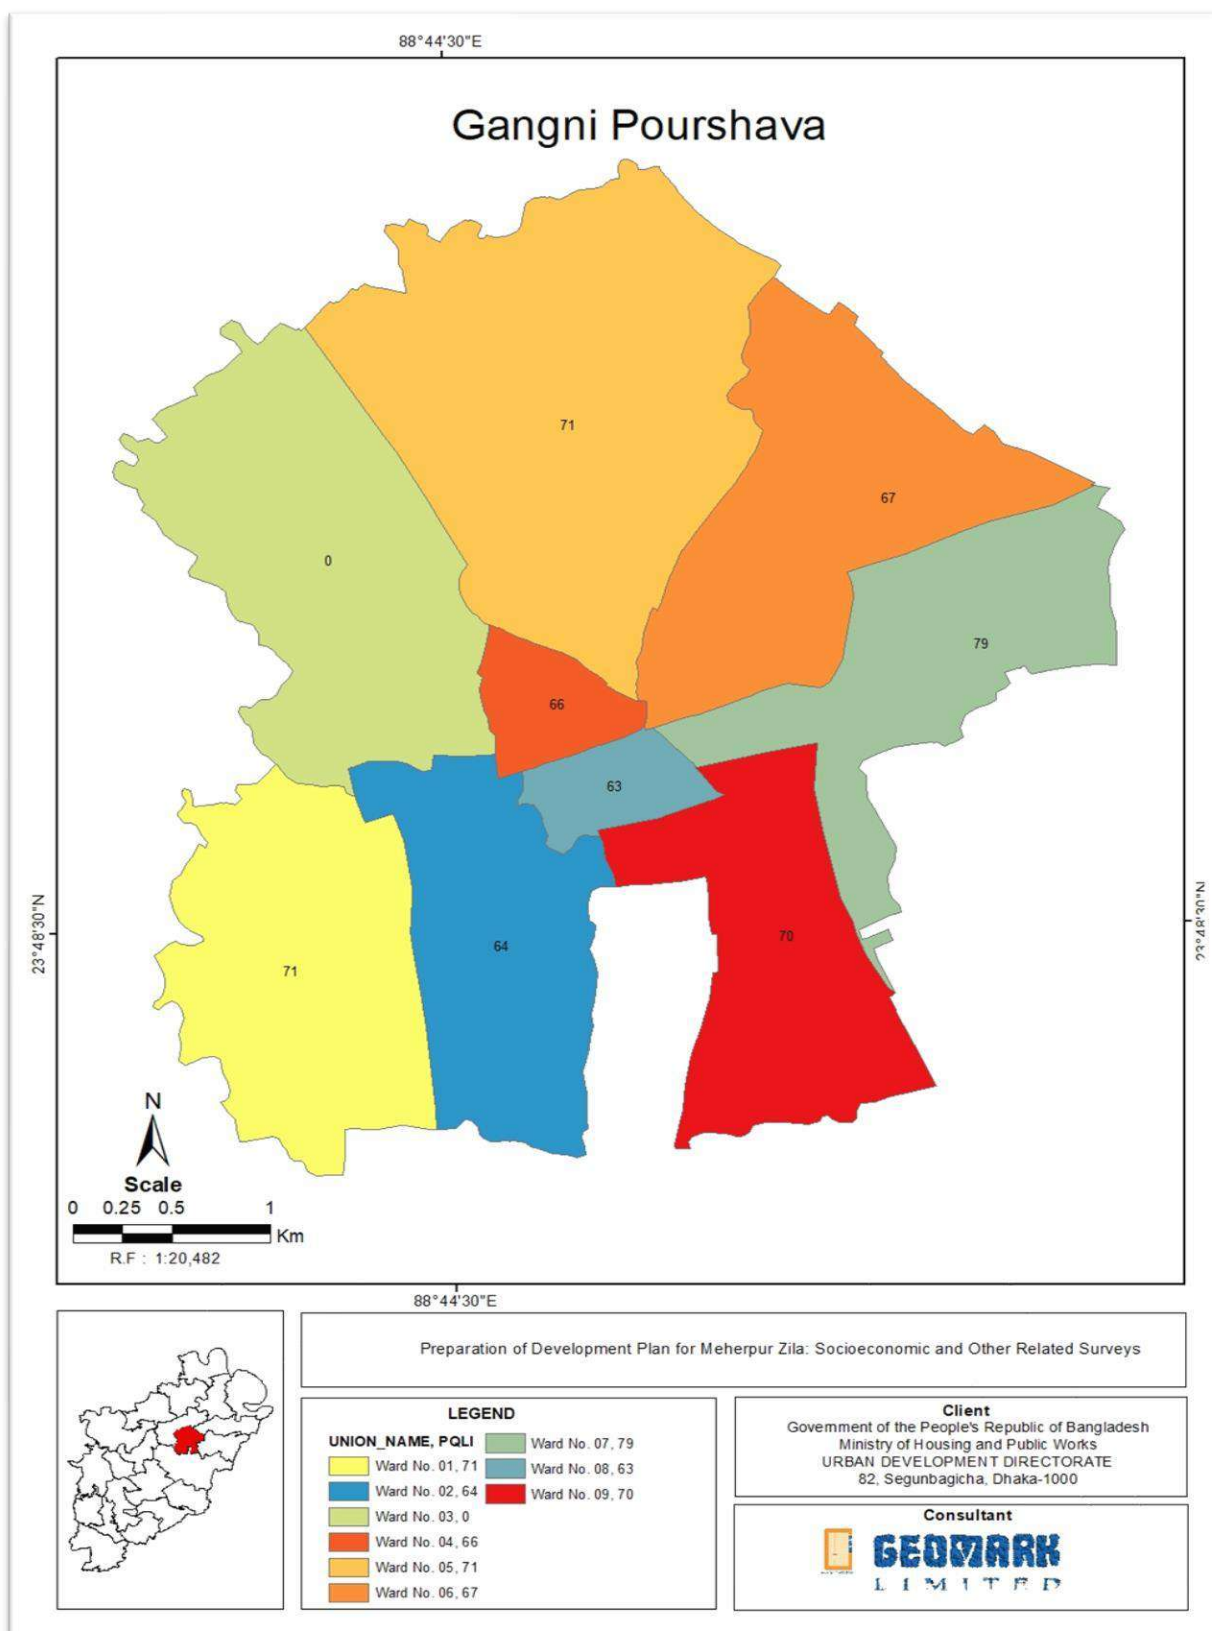 88°44'30"E
Gangni Pourshava
71
67
0
79
66
63
70
64
71
23°48'30"N
23°48'30"N
N
Scale
0 0.25 0.5 1
Km
R.F : 1:20,482
88°44'30"E
Preparation of Development Plan for Meherpur Zila: Socioeconomic and Other Related Surveys
LEGEND
UNION_NAME, PQLI
Ward No. 01, 71
Ward No. 02, 64
Ward No. 03, 0
Ward No. 04, 66
Ward No. 05, 71
Ward No. 06, 67
Ward No. 07, 79
Ward No. 08, 63
Ward No. 09, 70
Client
Government of the People's Republic of Bangladesh
Ministry of Housing and Public Works
URBAN DEVELOPMENT DIRECTORATE
82, Segunbagicha, Dhaka-1000
Consultant
GEOMARK
LIMITED